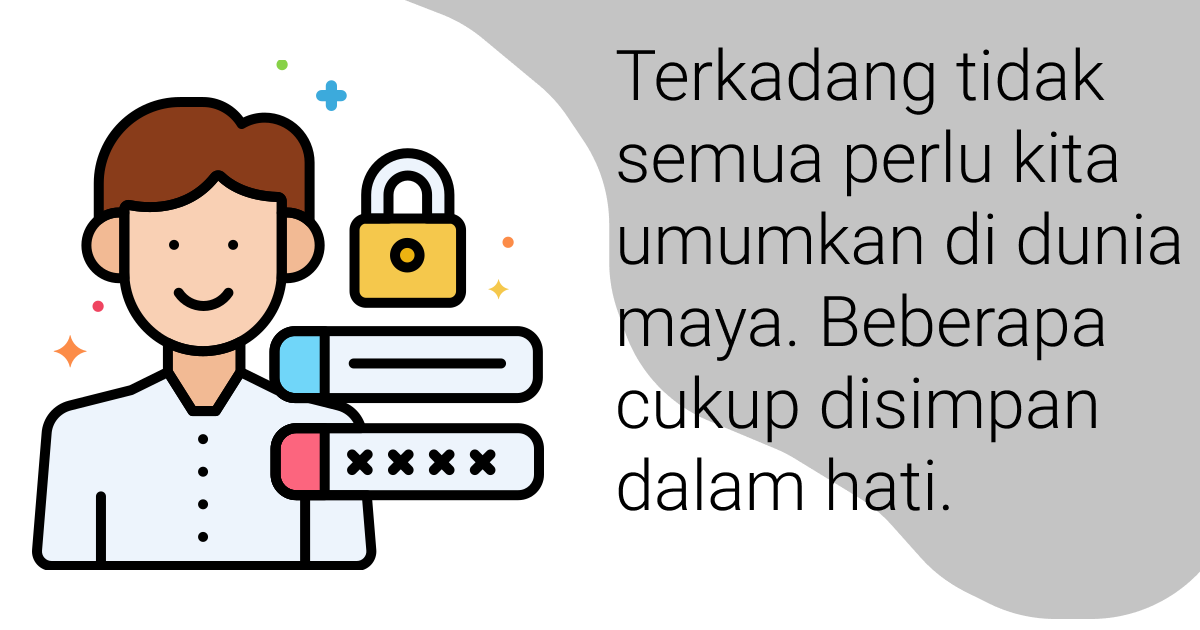 Terkadang tidak
semua perlu kita
umumkan di dunia
maya. Beberapa
cukup disimpan
dalam hati.